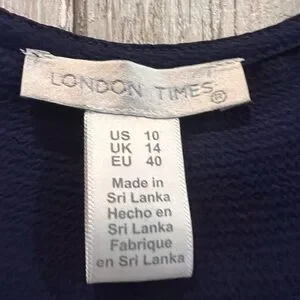 LONDON TIMES®
US 10
UK 14
EU 40
Made in
Sri Lanka
Hecho en
Sri Lanka
Fabrique
en Sri Lanka